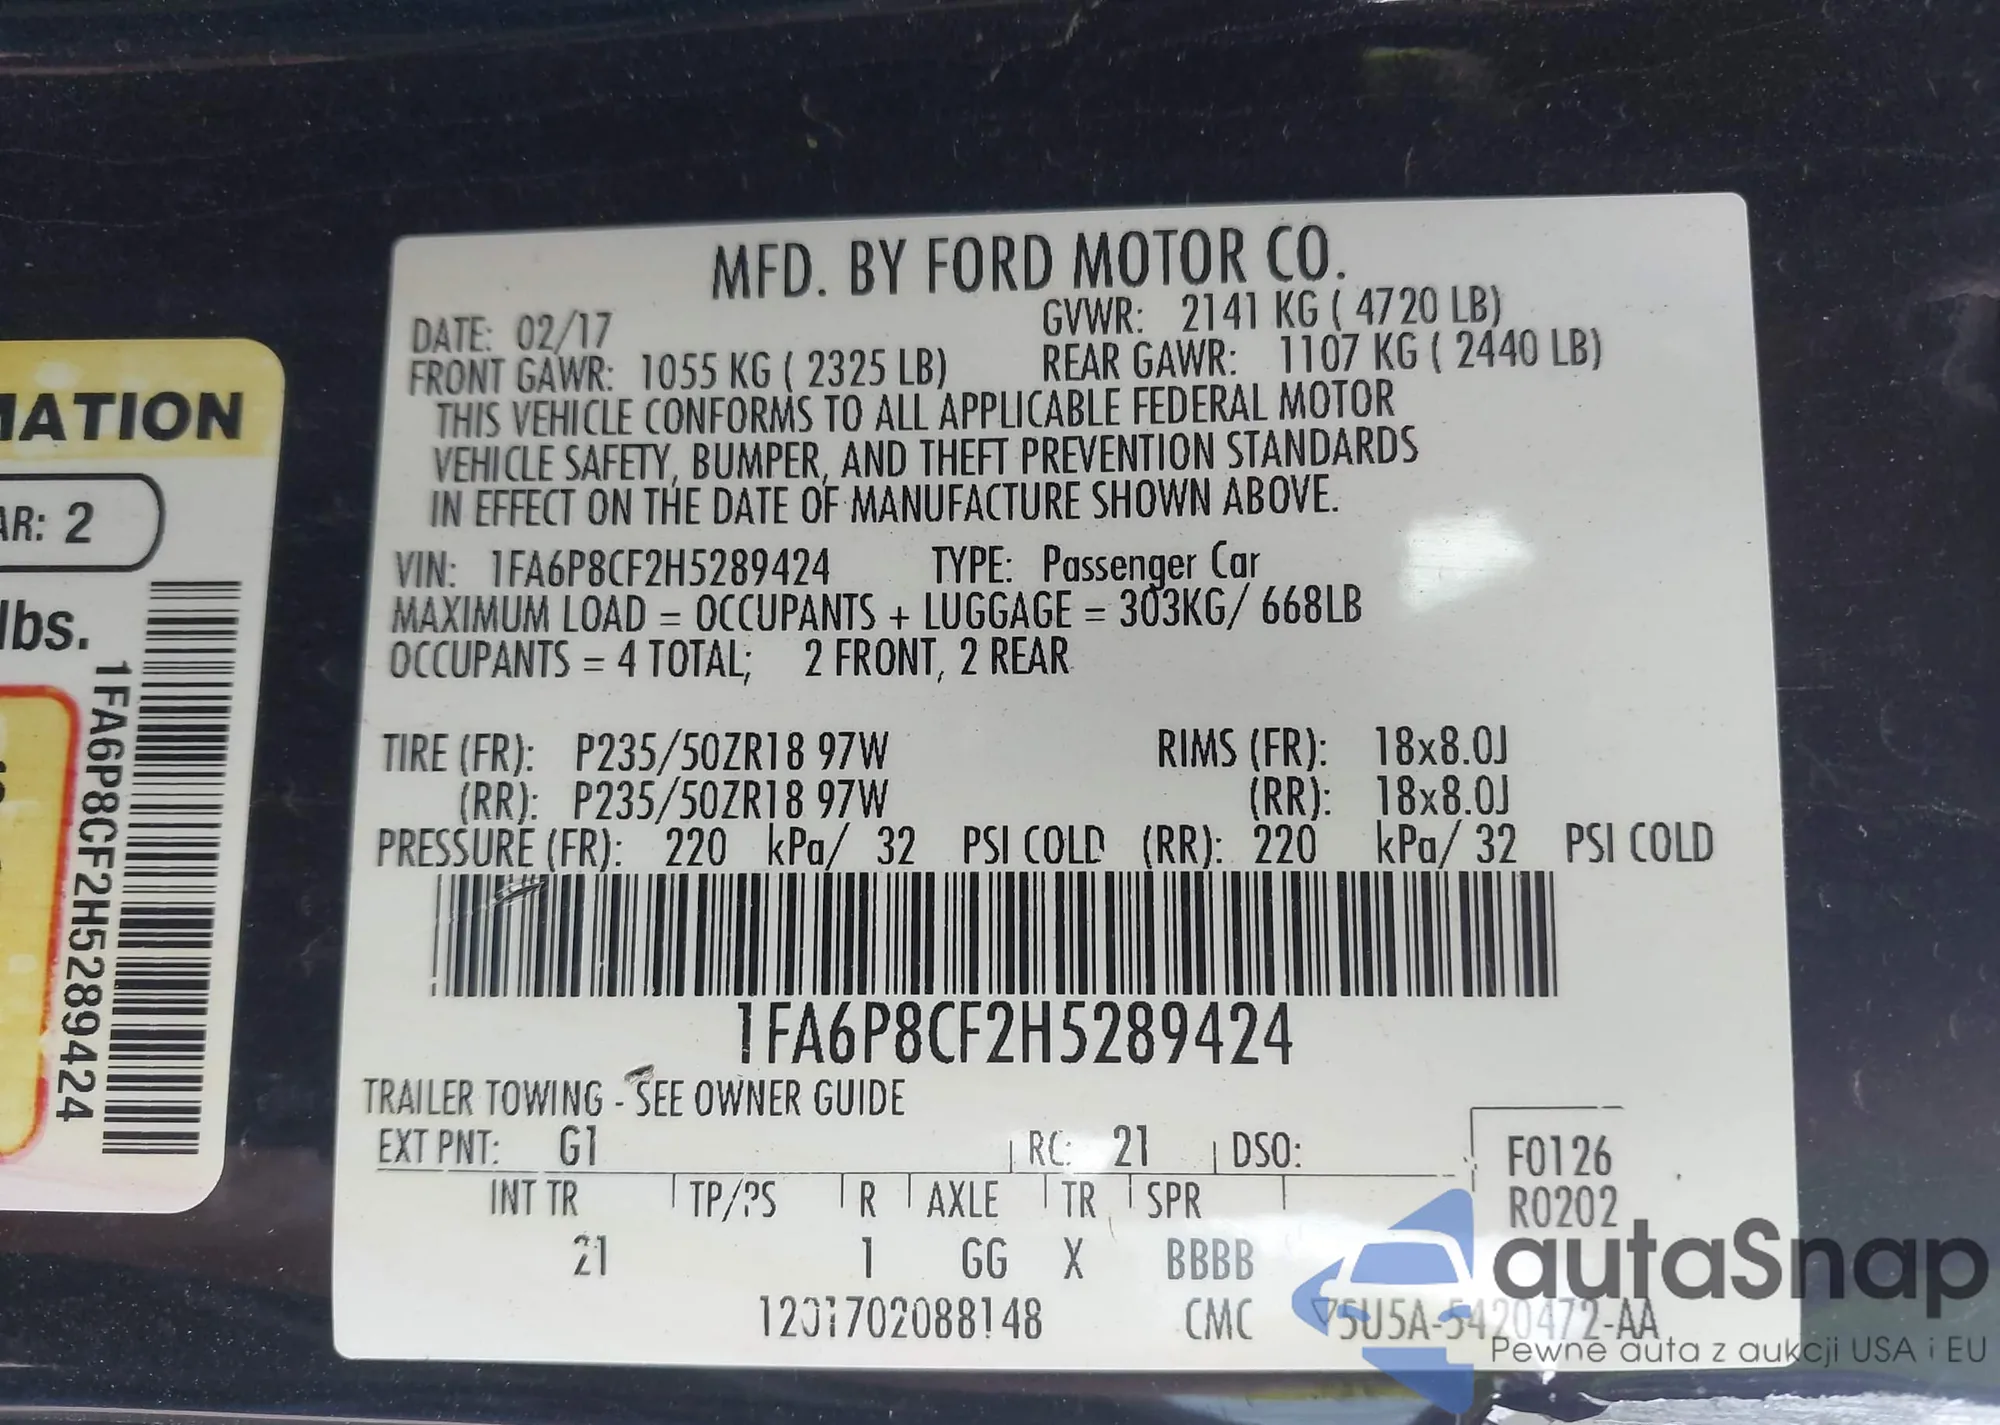 MFD. BY FORD MOTOR CO.
DATE: 02/17
GVWR: 2141 KG ( 4720 LB)
FRONT GAWR: 1055 KG ( 2325 LB)
REAR GAWR: 1107 KG ( 2440 LB)
THIS VEHICLE CONFORMS TO ALL APPLICABLE FEDERAL MOTOR
VEHICLE SAFETY, BUMPER, AND THEFT PREVENTION STANDARDS
IN EFFECT ON THE DATE OF MANUFACTURE SHOWN ABOVE.
VIN: 1FA6P8CF2H5289424 TYPE: Passenger Car
MAXIMUM LOAD = OCCUPANTS + LUGGAGE = 303KG/ 668LB
OCCUPANTS = 4 TOTAL; 2 FRONT, 2 REAR
TIRE (FR): P235/50ZR18 97W RIMS (FR): 18x8.0J
(RR): P235/50ZR18 97W (RR): 18x8.0J
PRESSURE (FR): 220 kPa/ 32 PSI COLD (RR): 220 kPa/ 32 PSI COLD
1FA6P8CF2H5289424
TRAILER TOWING - SEE OWNER GUIDE
EXT PNT: G1 RC: 21 DSO:
F0126
R0202
INT TR TP/PS R AXLE TR SPR
21 1 GG X BBBB
1201702088148 CMC
5U5A-5420472-AA
MATION
AR: 2
lbs.
1FA6P8CF2H5289424
autaSnap
Pewne auta z aukcji USA i EU